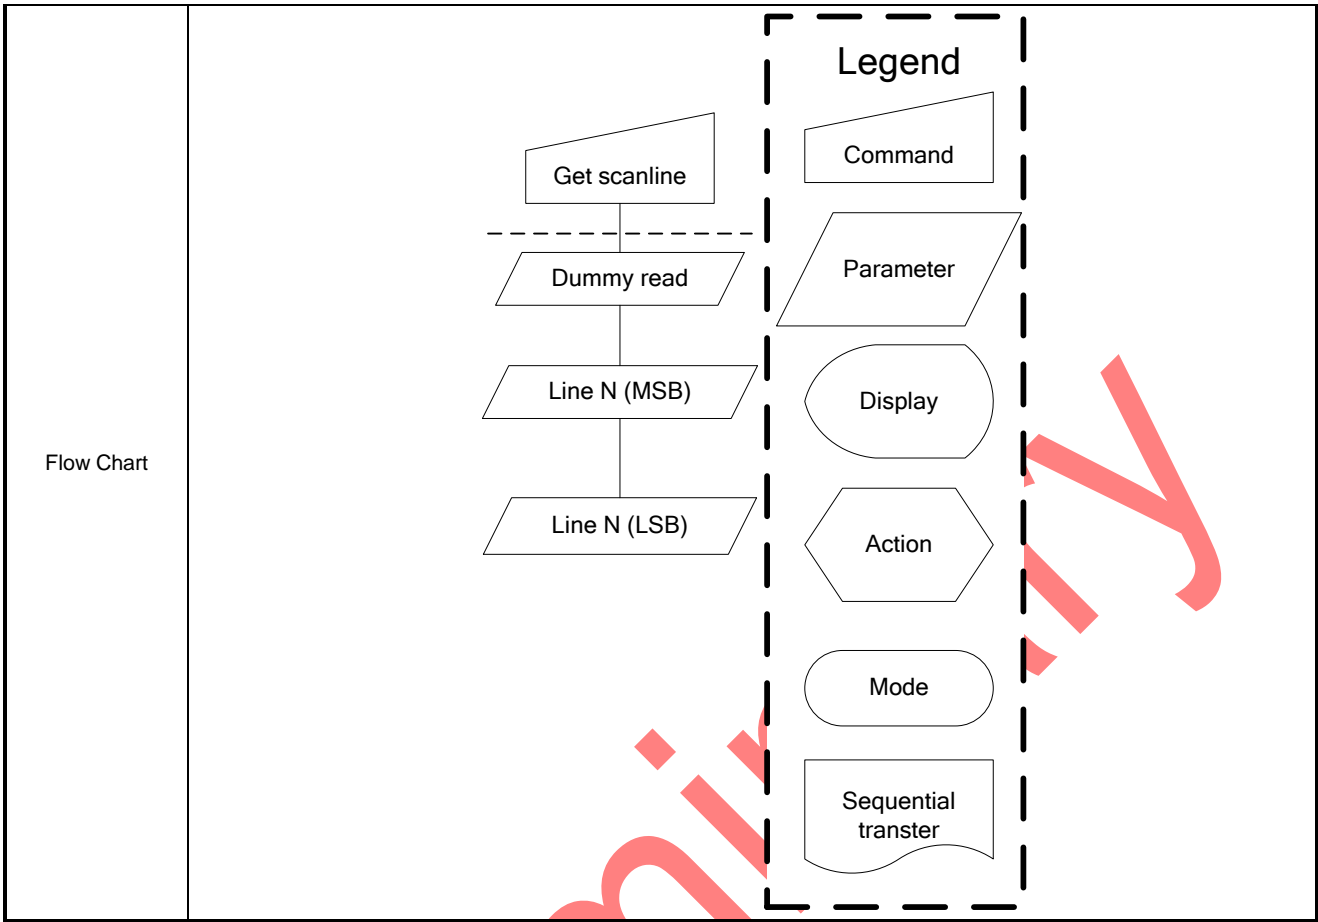 Flow Chart
Get scanline
Dummy read
Line N (MSB)
Line N (LSB)
Legend
Command
Parameter
Display
Action
Mode
Sequential
transter